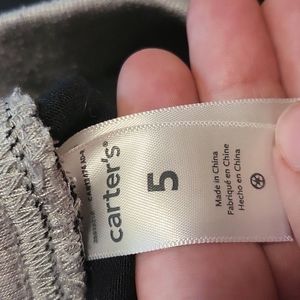 carter's®
5
Made in China
Fabriqué en Chine
Hecho en China